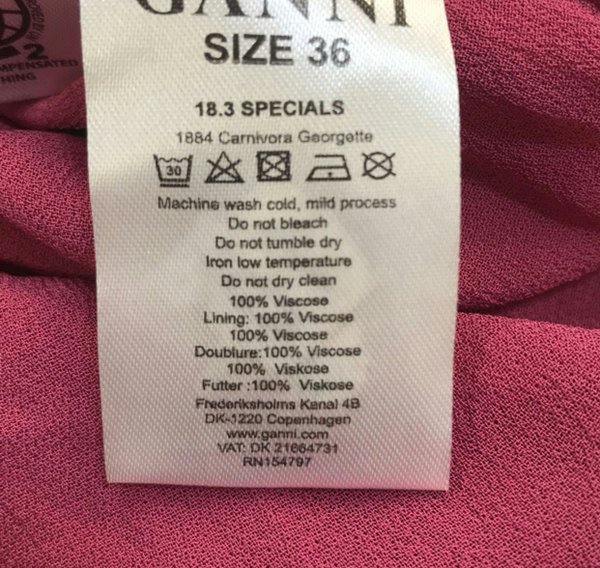 GANNI
SIZE 36
18.3 SPECIALS
1884 Carnivora Georgette
30
Machine wash cold, mild process
Do not bleach
Do not tumble dry
Iron low temperature
Do not dry clean
100% Viscose
Lining: 100% Viscose
100% Viscose
Doublure:100% Viscose
100% Viskose
Futter :100% Viskose
Frederiksholms Kanal 4B
DK-1220 Copenhagen
www.ganni.com
VAT: DK 21664731
RN154797
2